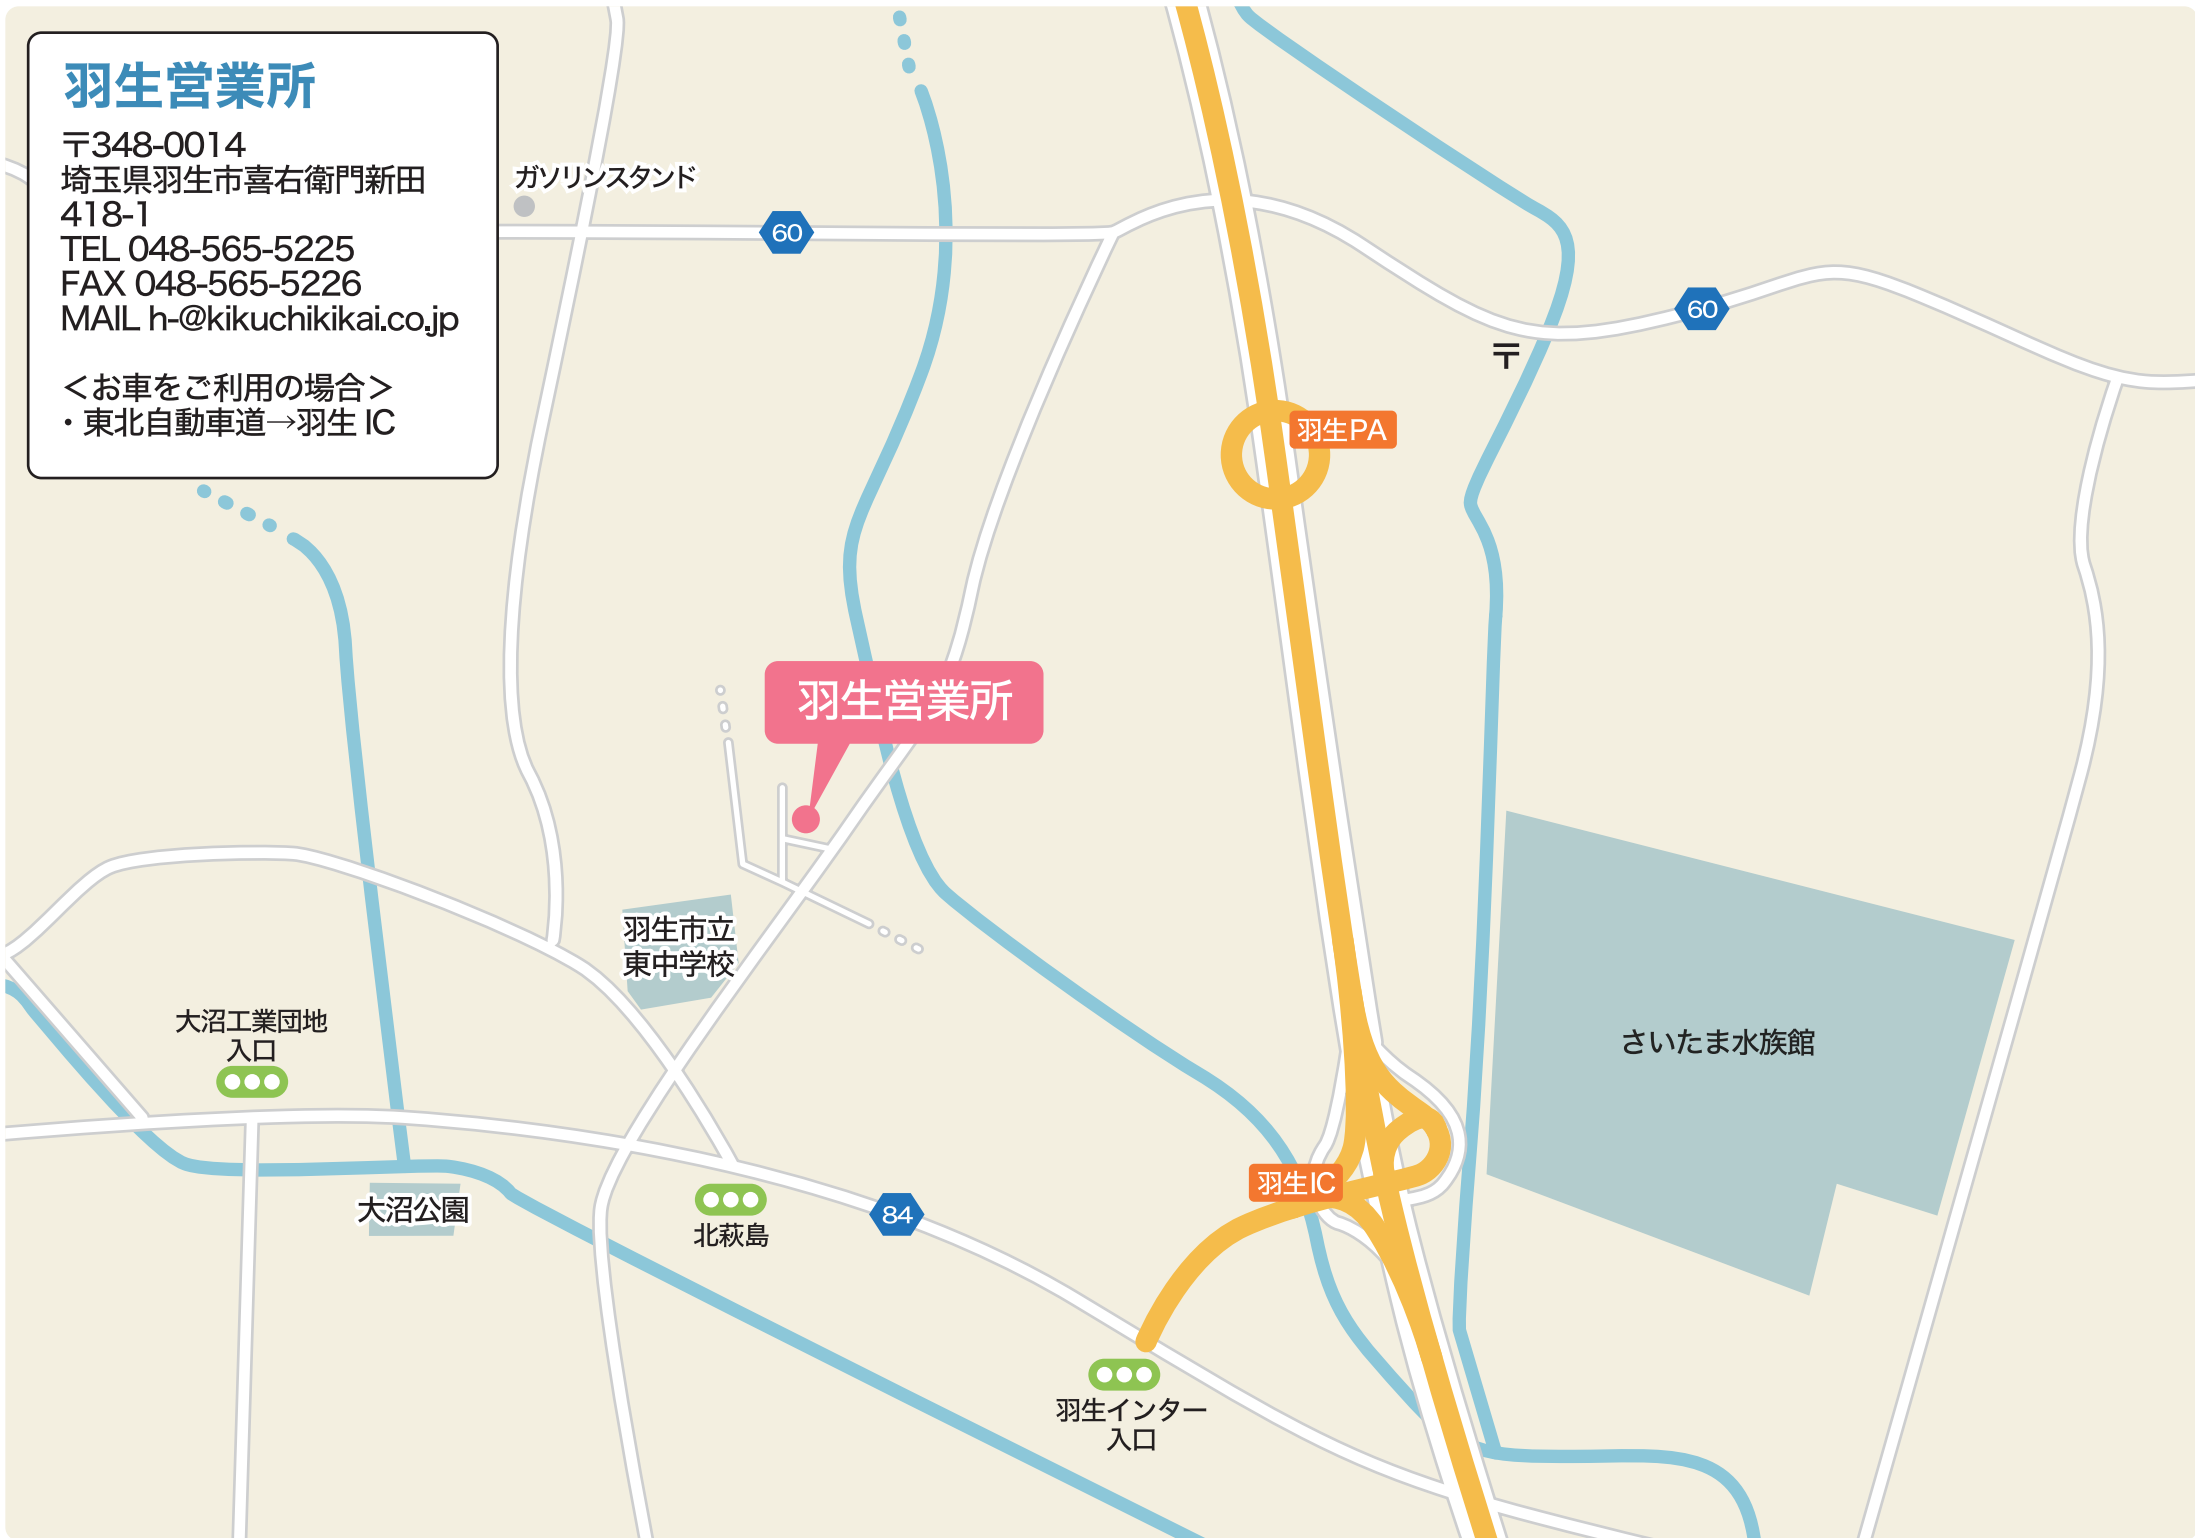 羽生営業所
〒348-0014
埼玉県羽生市喜右衛門新田
418-1
TEL 048-565-5225
FAX 048-565-5226
MAIL h-@kikuchikikai.co.jp
＜お車をご利用の場合＞
・東北自動車道→羽生 IC
ガソリンスタンド
60
60
〒
羽生PA
羽生営業所
羽生市立
東中学校
大沼工業団地
入口
さいたま水族館
羽生IC
大沼公園
北萩島
84
羽生インター
入口